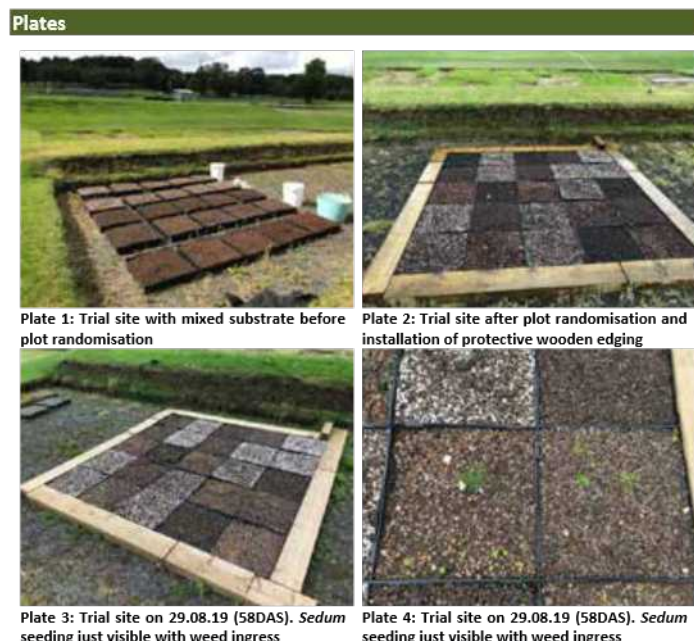 Plates
Plate 1: Trial site with mixed substrate before
plot randomisation
Plate 2: Trial site after plot randomisation and
installation of protective wooden edging
Plate 3: Trial site on 29.08.19 (58DAS). Sedum
seeding just visible with weed ingress
Plate 4: Trial site on 29.08.19 (58DAS). Sedum
seeding just visible with weed ingress